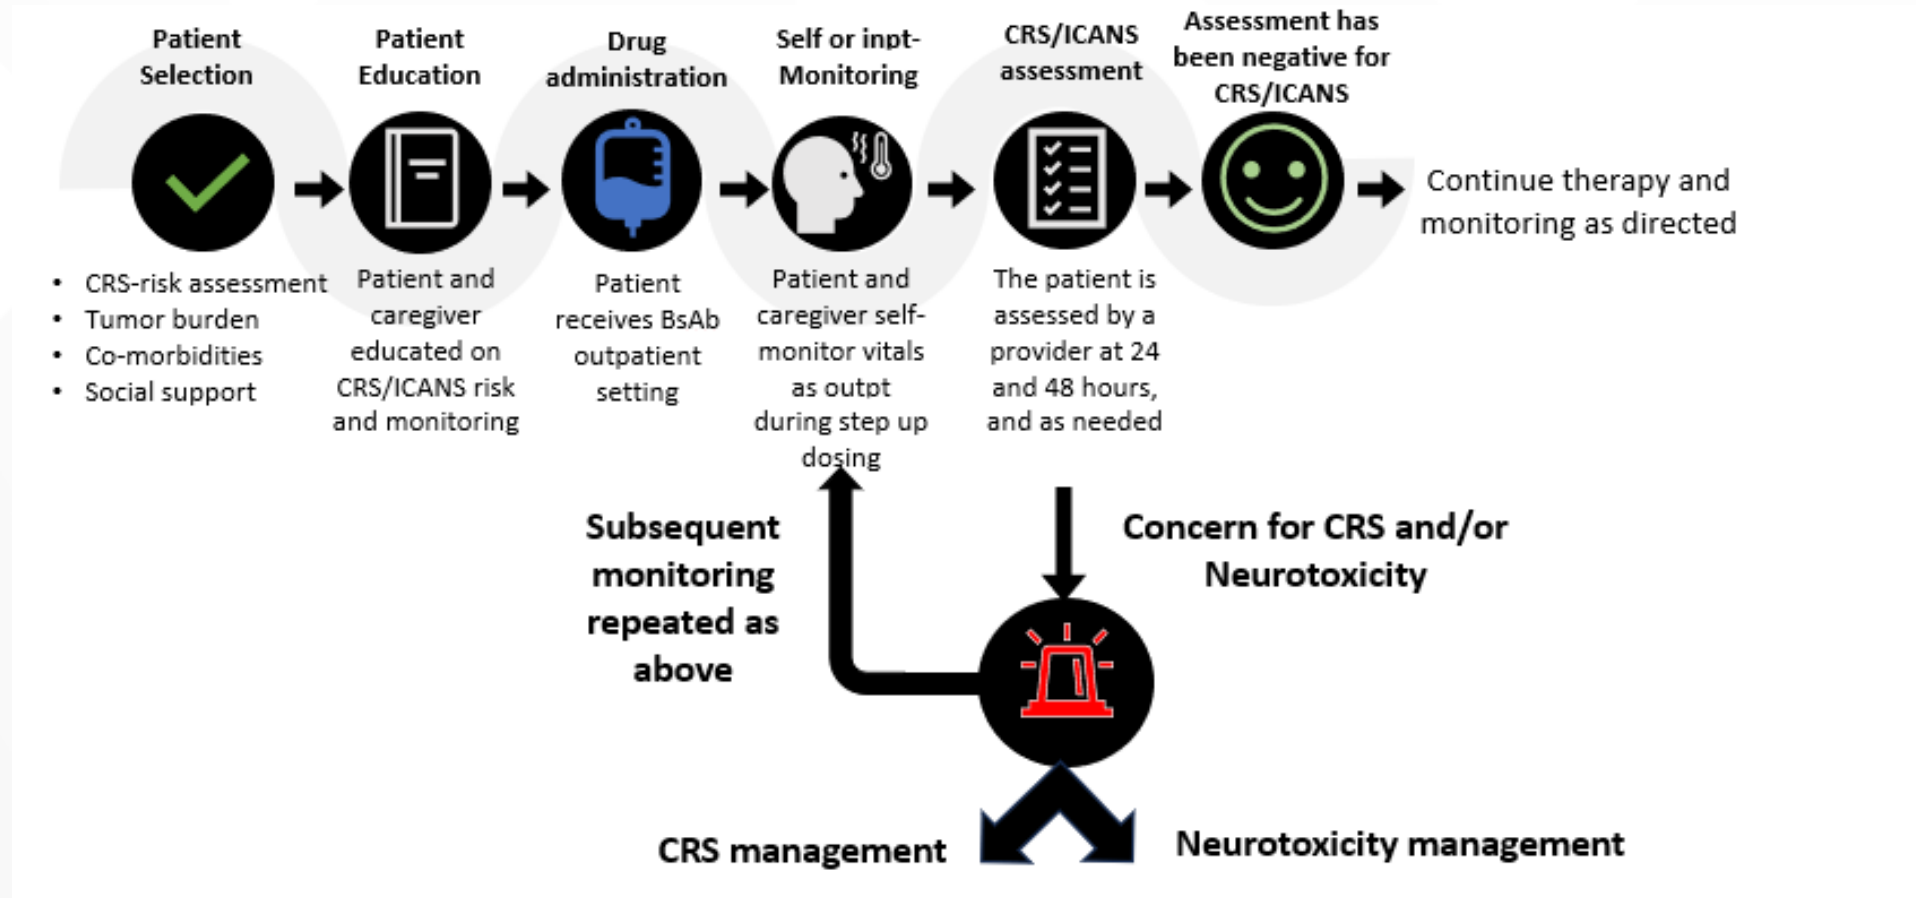 Patient
Selection
Patient
Education
Drug
administration
Self or inpt-
Monitoring
CRS/ICANS
assessment
Assessment has
been negative for
CRS/ICANS
• CRS-risk assessment
• Tumor burden
• Co-morbidities
• Social support
Patient and
caregiver
educated on
CRS/ICANS risk
and monitoring
Patient
receives BsAb
outpatient
setting
Patient and
caregiver self-
monitor vitals
as outpt
during step up
dosing
The patient is
assessed by a
provider at 24
and 48 hours,
and as needed
Continue therapy and
monitoring as directed
Subsequent
monitoring
repeated as
above
Concern for CRS and/or
Neurotoxicity
CRS management
Neurotoxicity management